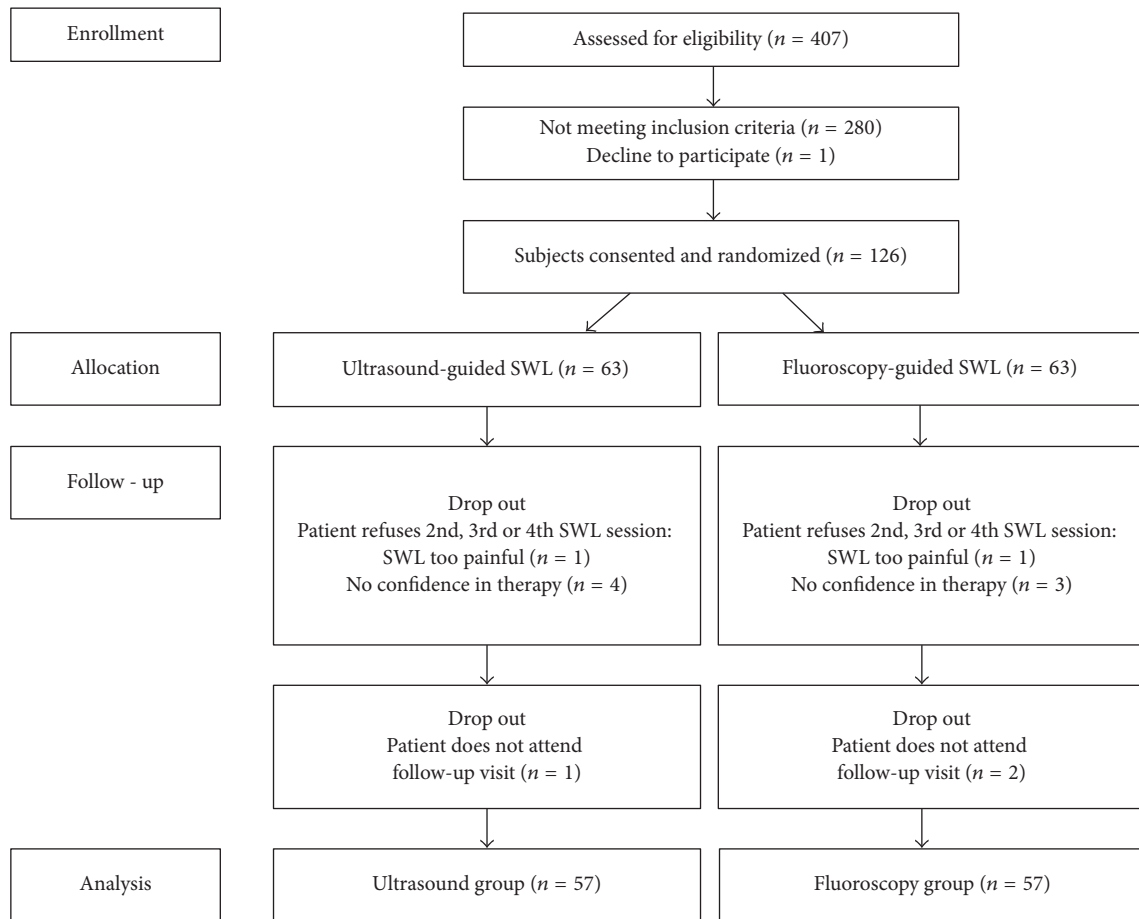 Enrollment
Assessed for eligibility (n = 407)
Not meeting inclusion criteria (n = 280)
Decline to participate (n = 1)
Subjects consented and randomized (n = 126)
Allocation
Ultrasound-guided SWL (n = 63)
Fluoroscopy-guided SWL (n = 63)
Follow - up
Drop out
Patient refuses 2nd, 3rd or 4th SWL session:
SWL too painful (n = 1)
No confidence in therapy (n = 4)
Drop out
Patient refuses 2nd, 3rd or 4th SWL session:
SWL too painful (n = 1)
No confidence in therapy (n = 3)
Drop out
Patient does not attend
follow-up visit (n = 1)
Drop out
Patient does not attend
follow-up visit (n = 2)
Analysis
Ultrasound group (n = 57)
Fluoroscopy group (n = 57)